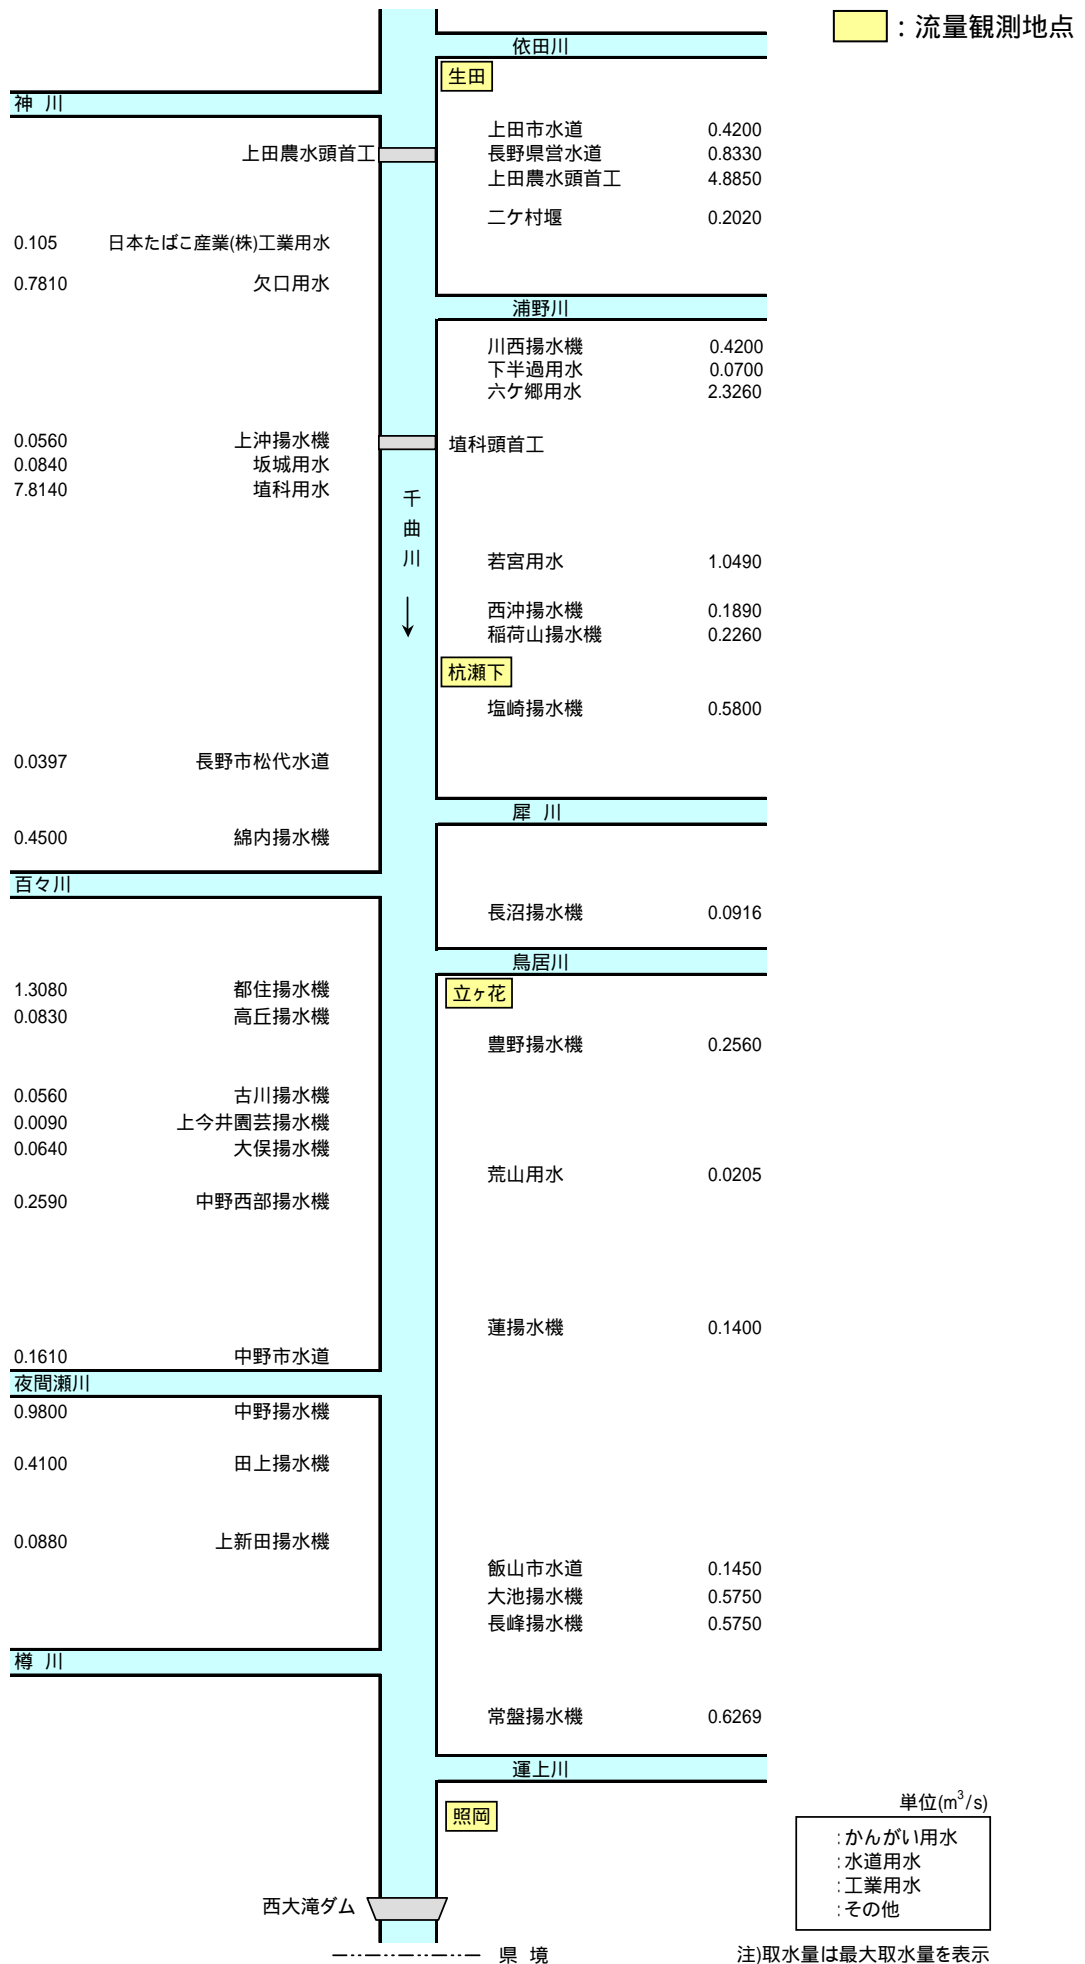 ：流量観測地点
依田川
生田
神 川
上田市水道 0.4200
上田農水頭首工
長野県営水道 0.8330
上田農水頭首工 4.8850
二ケ村堰 0.2020
0.105 日本たばこ産業(株)工業用水
0.7810 欠口用水
浦野川
川西揚水機 0.4200
下半過用水 0.0700
六ケ郷用水 2.3260
0.0560 上沖揚水機
埴科頭首工
0.0840 坂城用水
7.8140 埴科用水
千曲川
若宮用水 1.0490
西沖揚水機 0.1890
稲荷山揚水機 0.2260
杭瀬下
塩崎揚水機 0.5800
0.0397 長野市松代水道
犀 川
0.4500 綿内揚水機
百々川
長沼揚水機 0.0916
鳥居川
立ヶ花
1.3080 都住揚水機
0.0830 高丘揚水機
豊野揚水機 0.2560
0.0560 古川揚水機
0.0090 上今井園芸揚水機
0.0640 大俣揚水機
荒山用水 0.0205
0.2590 中野西部揚水機
蓮揚水機 0.1400
0.1610 中野市水道
夜間瀬川
0.9800 中野揚水機
0.4100 田上揚水機
0.0880 上新田揚水機
飯山市水道 0.1450
大池揚水機 0.5750
長峰揚水機 0.5750
樽 川
常盤揚水機 0.6269
運上川
照岡
単位(m³/s)
:かんがい用水
:水道用水
:工業用水
:その他
西大滝ダム
県 境
注)取水量は最大取水量を表示